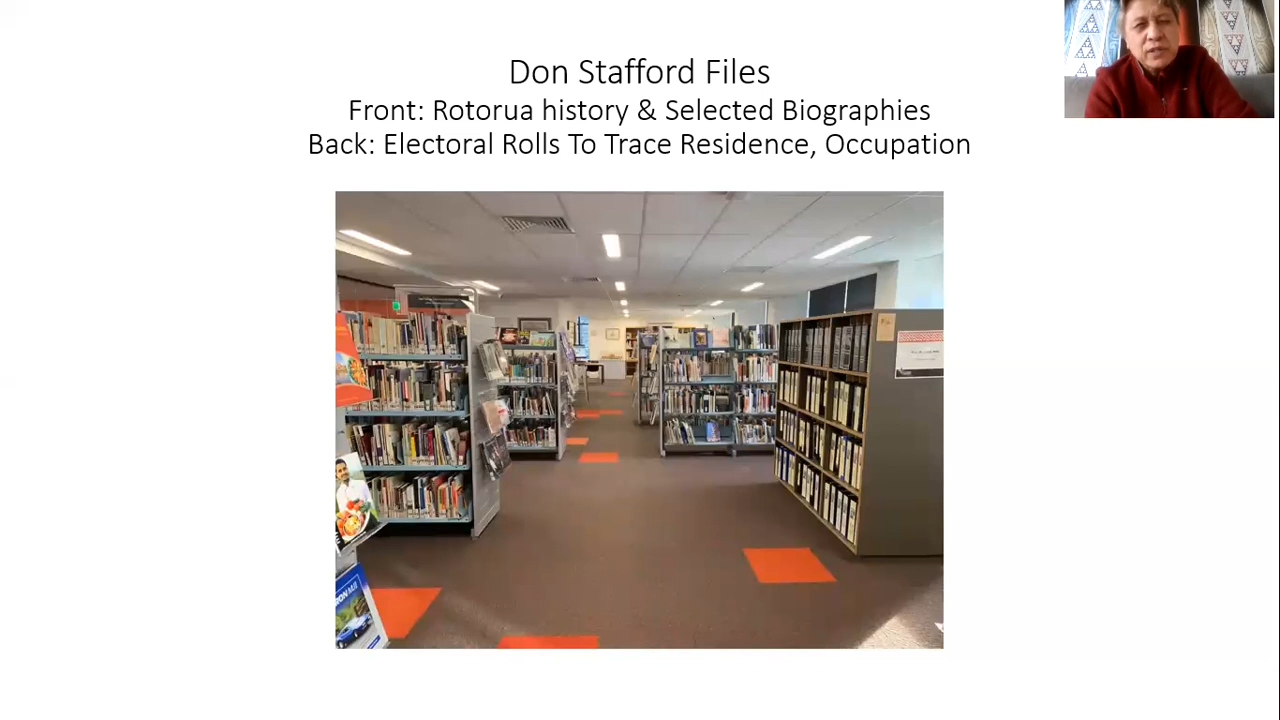 Don Stafford Files
Front: Rotorua history & Selected Biographies
Back: Electoral Rolls To Trace Residence, Occupation